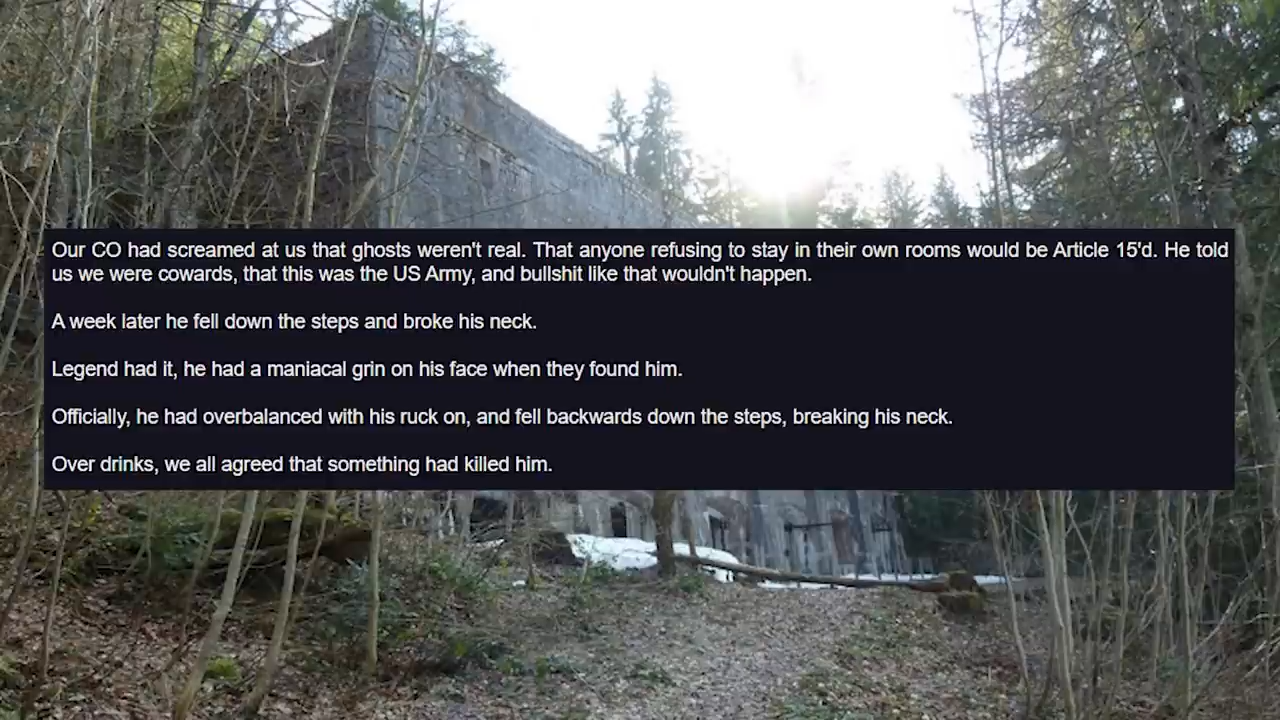 Our CO had screamed at us that ghosts weren't real. That anyone refusing to stay in their own rooms would be Article 15'd. He told
us we were cowards, that this was the US Army, and bullshit like that wouldn't happen.
A week later he fell down the steps and broke his neck.
Legend had it, he had a maniacal grin on his face when they found him.
Officially, he had overbalanced with his ruck on, and fell backwards down the steps, breaking his neck.
Over drinks, we all agreed that something had killed him.